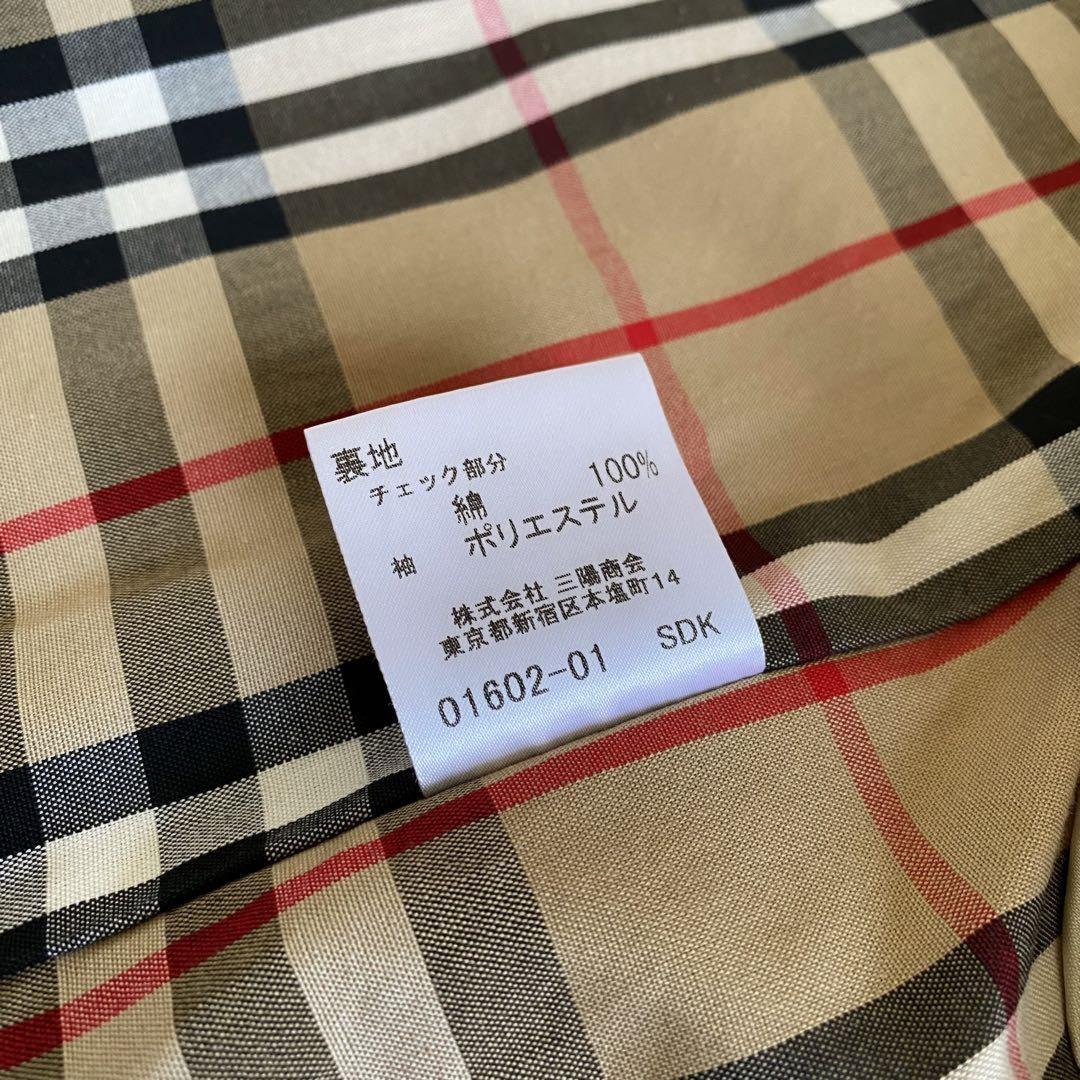 裏地
チェック部分
綿 100%
袖 ポリエステル
株式会社 三陽商会
東京都新宿区本塩町14
01602-01 SDK